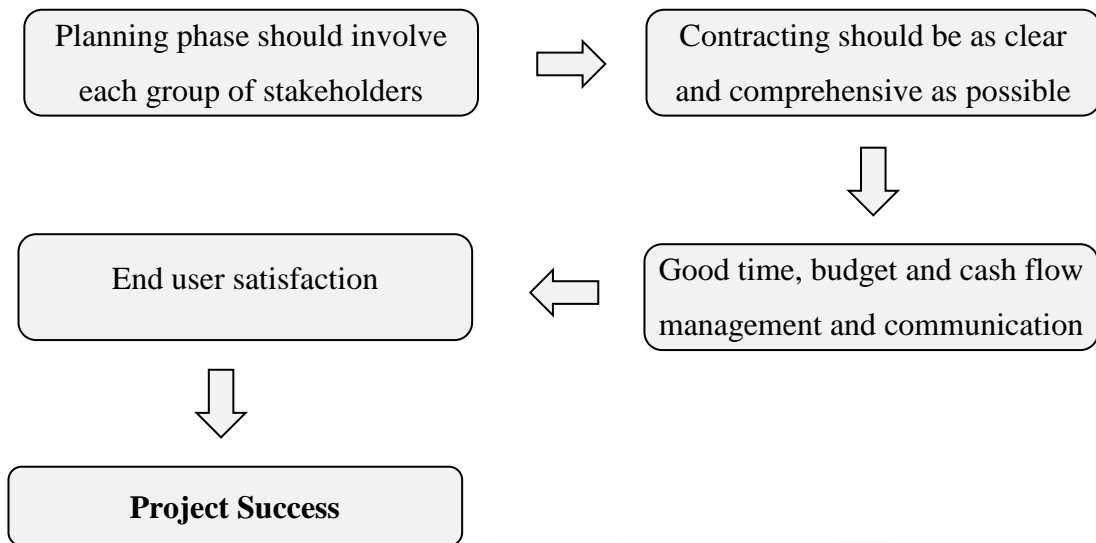 Planning phase should involve
each group of stakeholders
Contracting should be as clear
and comprehensive as possible
Good time, budget and cash flow
management and communication
End user satisfaction
Project Success